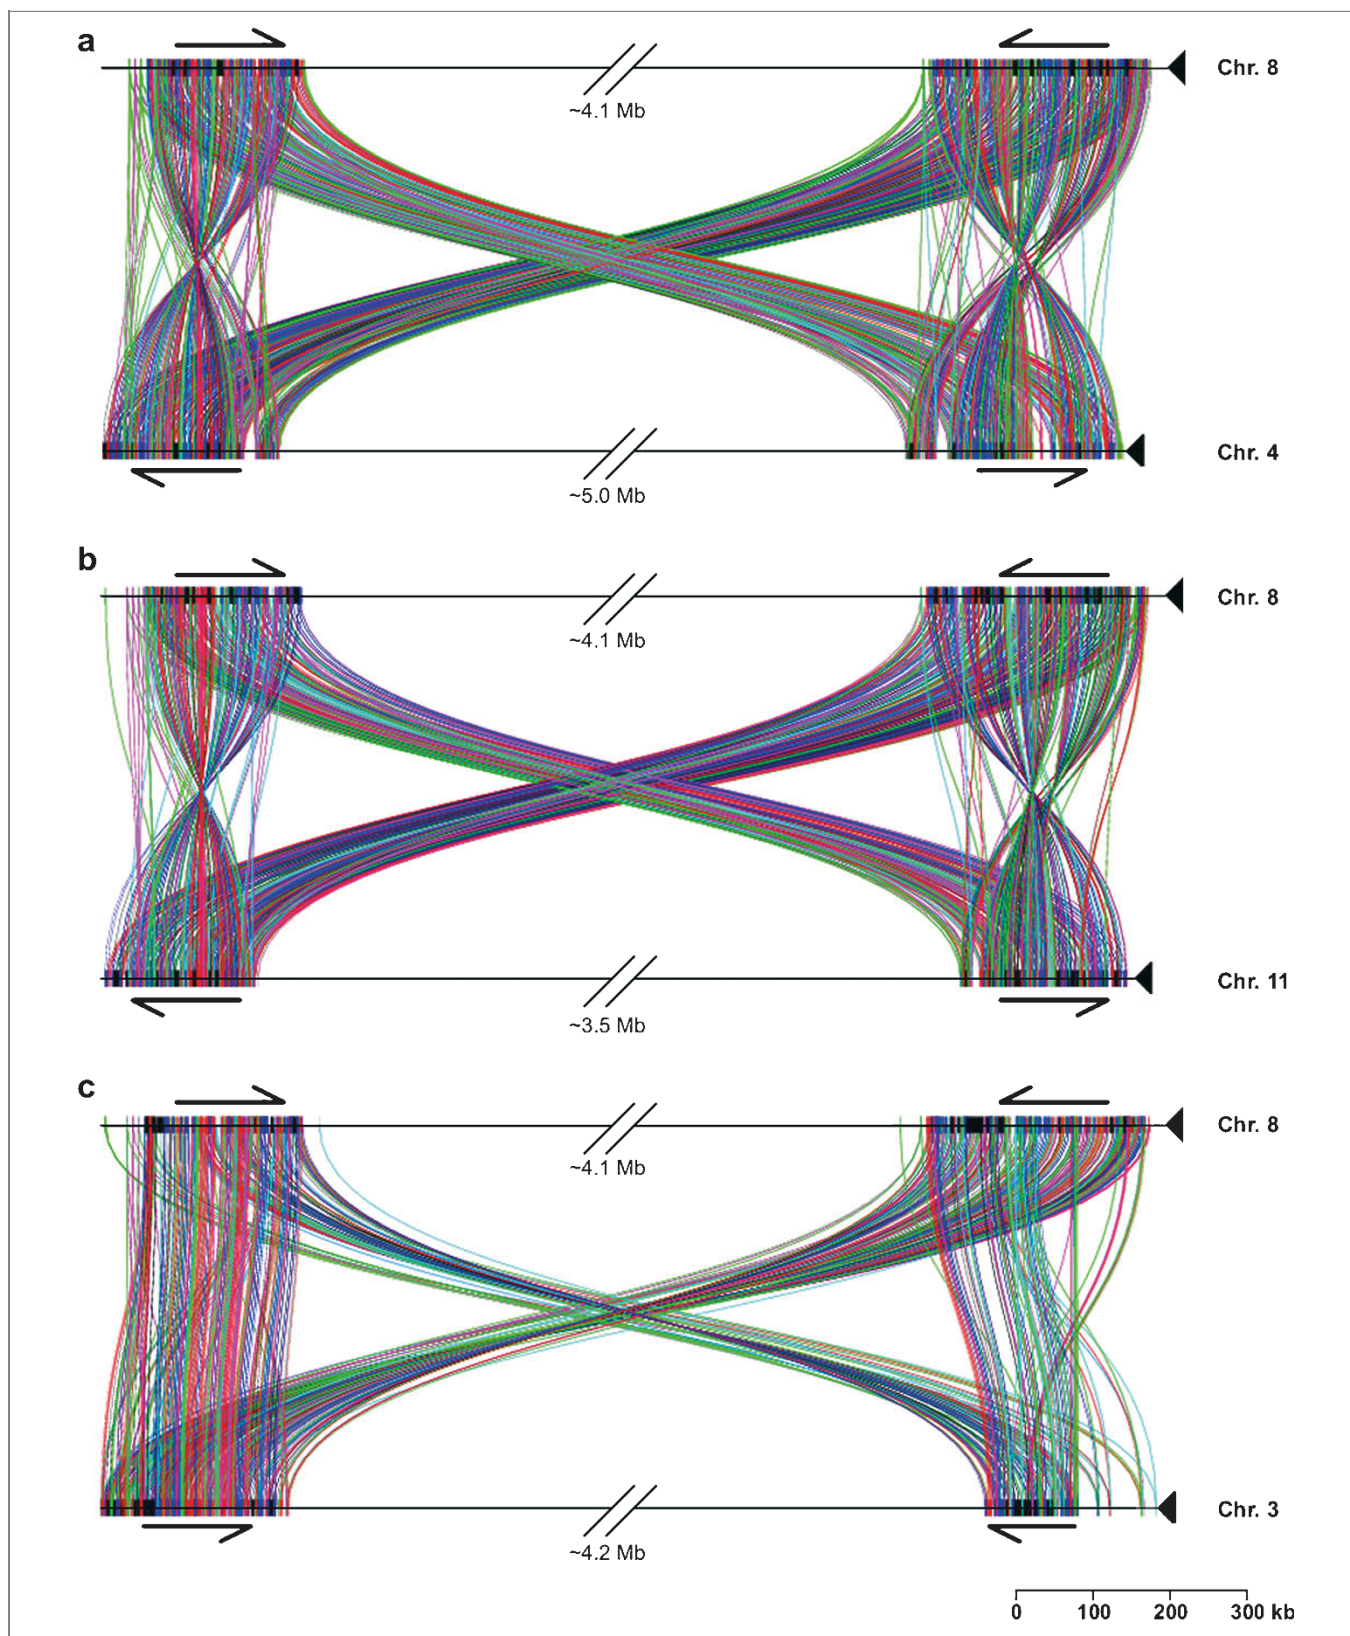 a
Chr. 8
~4.1 Mb
Chr. 4
~5.0 Mb
b
Chr. 8
~4.1 Mb
Chr. 11
~3.5 Mb
c
Chr. 8
~4.1 Mb
Chr. 3
~4.2 Mb
0 100 200 300 kb